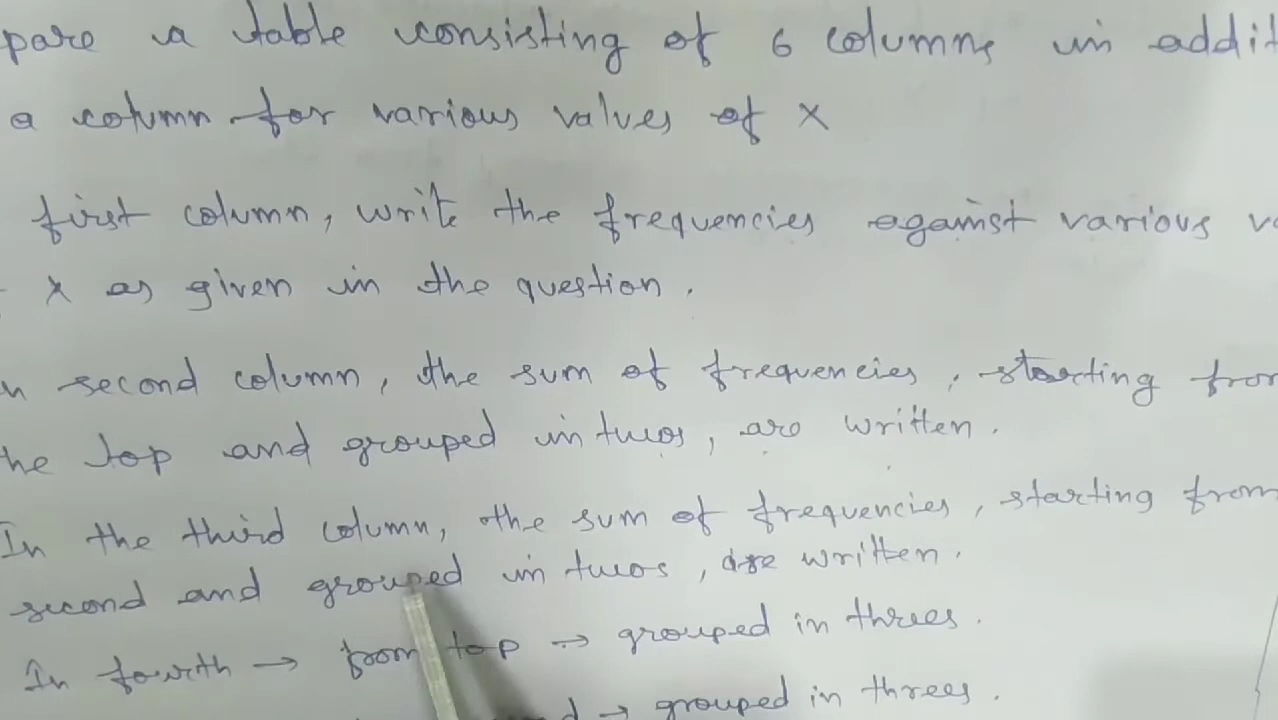 pare a table consisting of 6 columns in addit
a column for various values of x
first column, write the frequencies against various v
x as given in the question.
second column, the sum of frequencies, starting from
the top and grouped in twos, are written.
In the third column, the sum of frequencies, starting from
second and grouped in twos, are written.
In fourth → from top → grouped in threes.
→ grouped in threes.